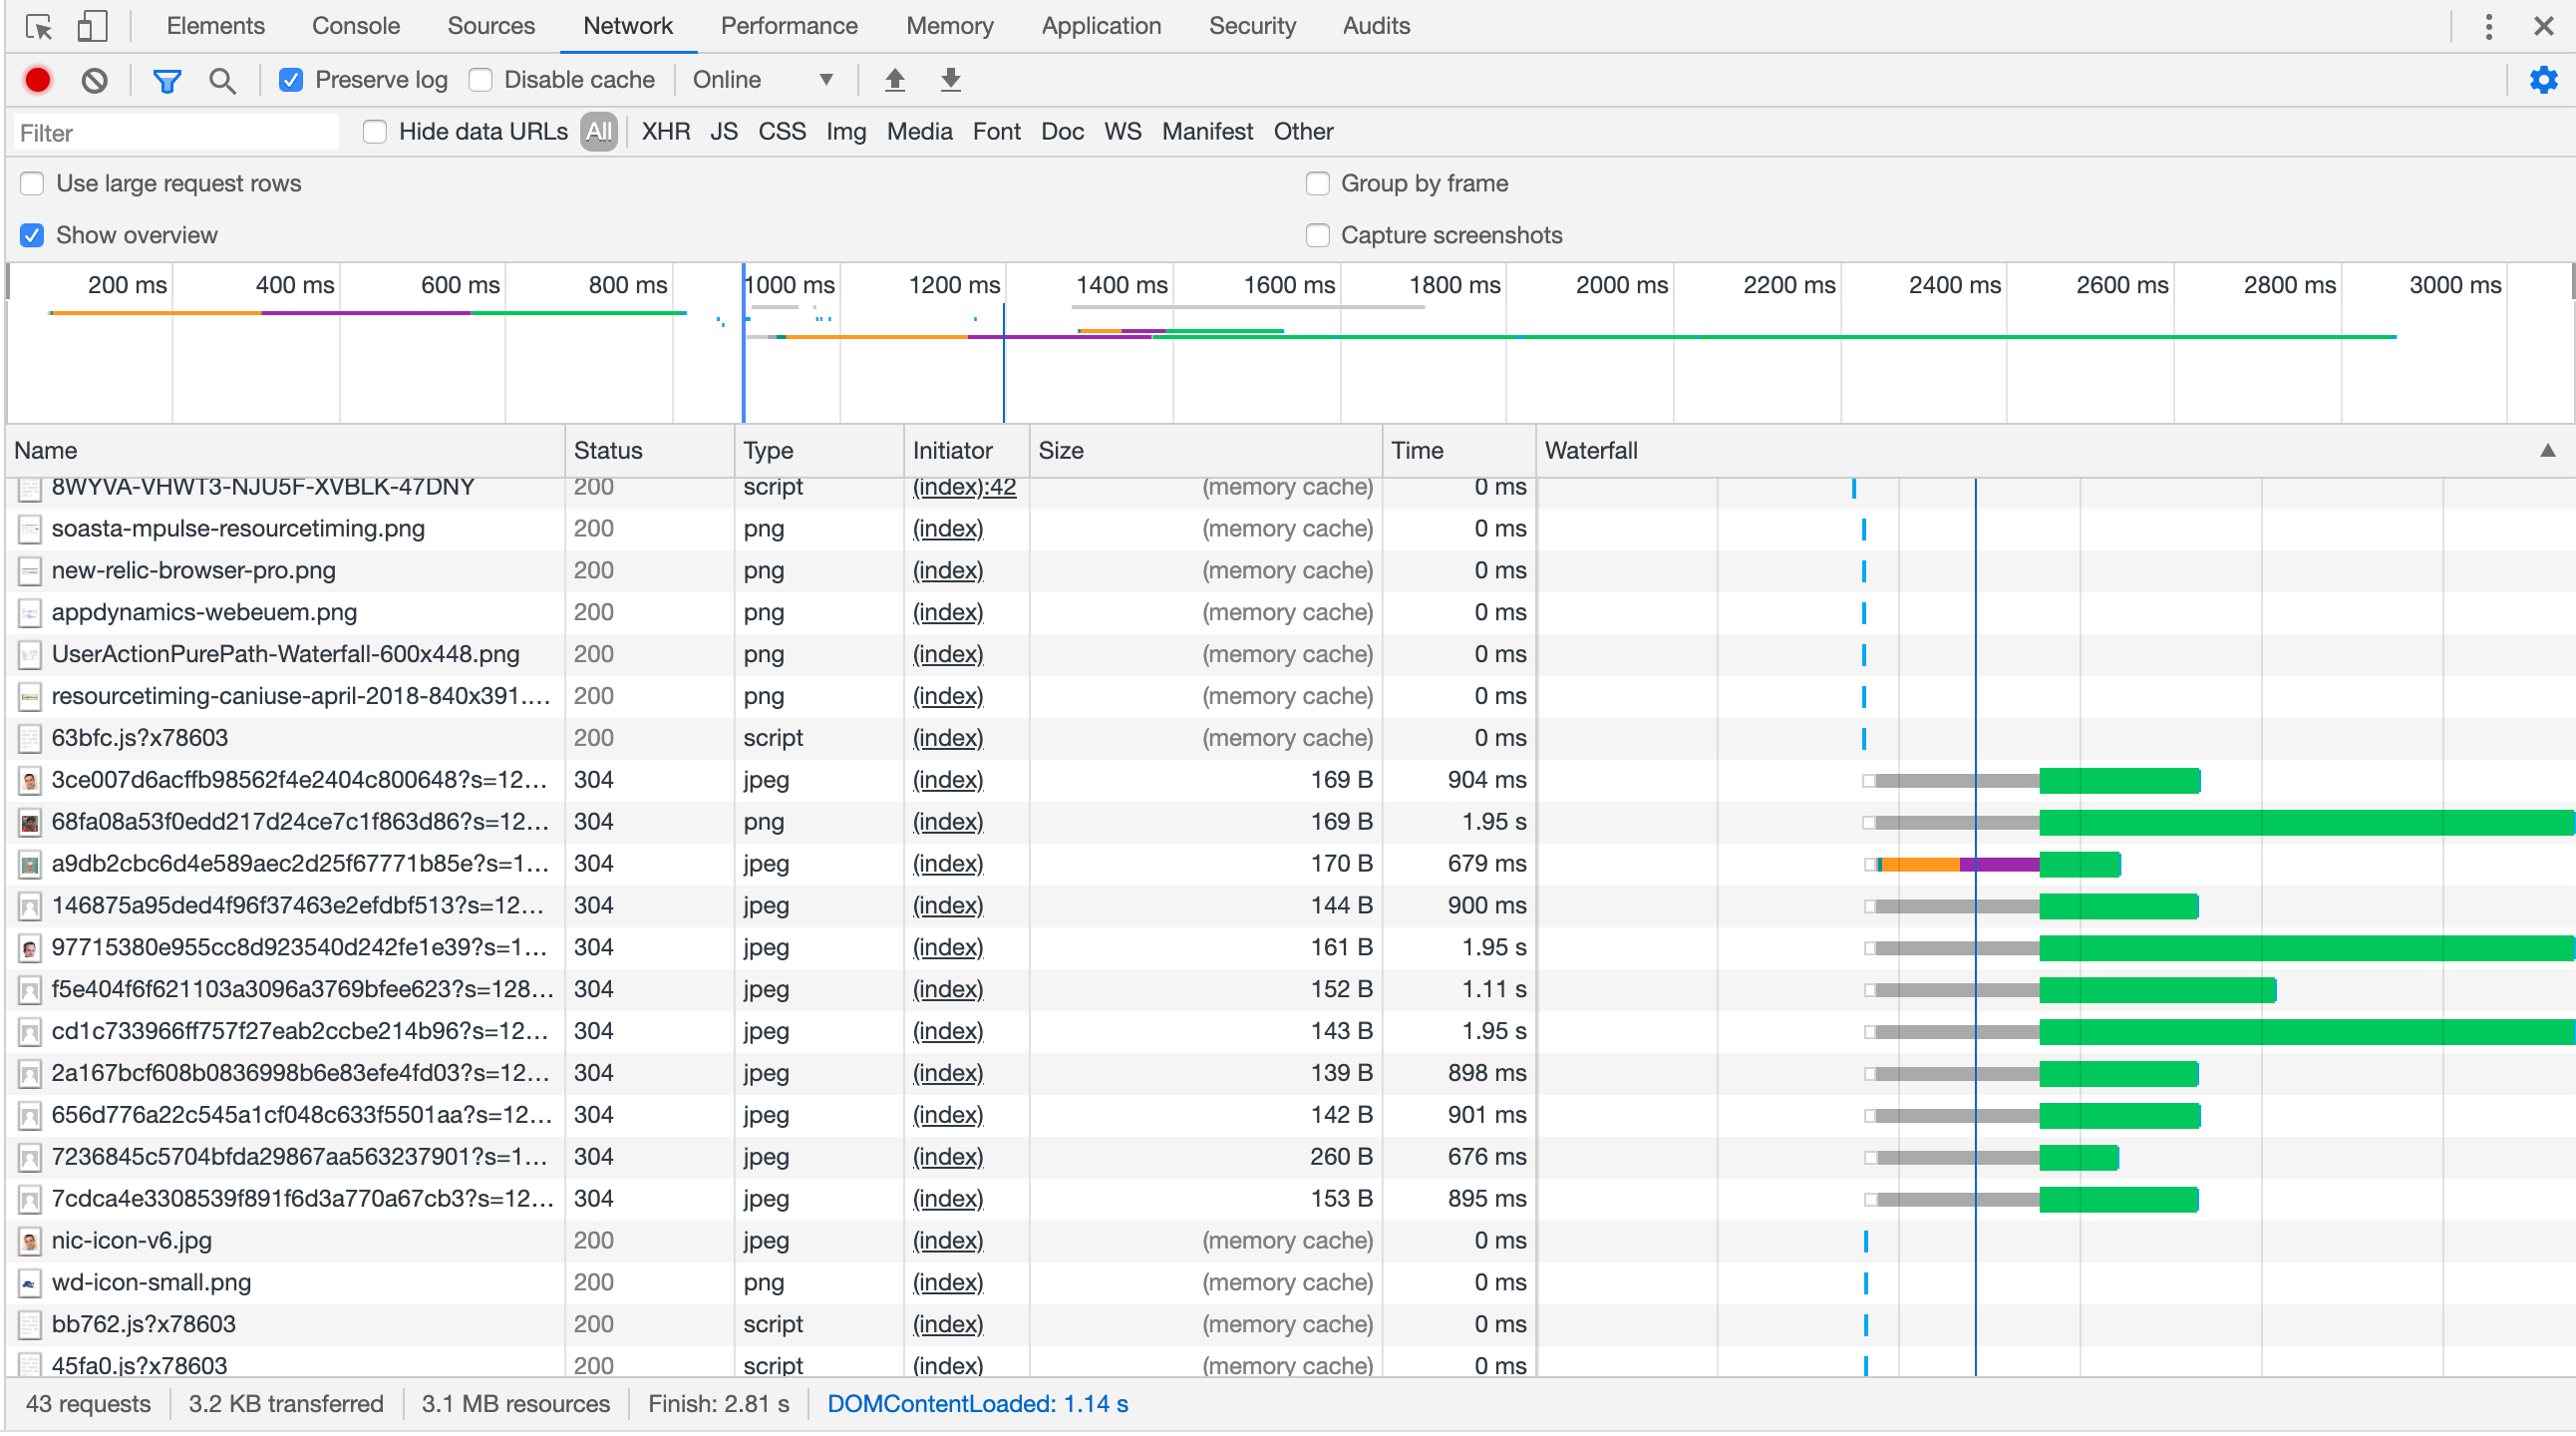 Elements Console Sources Network Performance Memory Application Security Audits
Preserve log Disable cache Online
Filter Hide data URLs All XHR JS CSS Img Media Font Doc WS Manifest Other
Use large request rows Group by frame
Show overview Capture screenshots
200 ms 400 ms 600 ms 800 ms 1000 ms 1200 ms 1400 ms 1600 ms 1800 ms 2000 ms 2200 ms 2400 ms 2600 ms 2800 ms 3000 ms
Name Status Type Initiator Size Time Waterfall
8WYVA-VHWT3-NJU5F-XVBLK-47DNY 200 script (index):42 (memory cache) 0 ms
soasta-mpulse-resourcetiming.png 200 png (index) (memory cache) 0 ms
new-relic-browser-pro.png 200 png (index) (memory cache) 0 ms
appdynamics-webeuem.png 200 png (index) (memory cache) 0 ms
UserActionPurePath-Waterfall-600x448.png 200 png (index) (memory cache) 0 ms
resourcetiming-caniuse-april-2018-840x391.… 200 png (index) (memory cache) 0 ms
63bfc.js?x78603 200 script (index) (memory cache) 0 ms
3ce007d6acffb98562f4e2404c800648?s=12… 304 jpeg (index) 169 B 904 ms
68fa08a53f0edd217d24ce7c1f863d86?s=12… 304 png (index) 169 B 1.95 s
a9db2cbc6d4e589aec2d25f67771b85e?s=1… 304 jpeg (index) 170 B 679 ms
146875a95ded4f96f37463e2efdbf513?s=12… 304 jpeg (index) 144 B 900 ms
97715380e955cc8d923540d242fe1e39?s=1… 304 jpeg (index) 161 B 1.95 s
f5e404f6f621103a3096a3769bfee623?s=128… 304 jpeg (index) 152 B 1.11 s
cd1c733966ff757f27eab2ccbe214b96?s=12… 304 jpeg (index) 143 B 1.95 s
2a167bcf608b0836998b6e83efe4fd03?s=12… 304 jpeg (index) 139 B 898 ms
656d776a22c545a1cf048c633f5501aa?s=12… 304 jpeg (index) 142 B 901 ms
7236845c5704bfda29867aa563237901?s=1… 304 jpeg (index) 260 B 676 ms
7cdca4e3308539f891f6d3a770a67cb3?s=12… 304 jpeg (index) 153 B 895 ms
nic-icon-v6.jpg 200 jpeg (index) (memory cache) 0 ms
wd-icon-small.png 200 png (index) (memory cache) 0 ms
bb762.js?x78603 200 script (index) (memory cache) 0 ms
45fa0.js?x78603 200 script (index) (memory cache) 0 ms
43 requests 3.2 KB transferred 3.1 MB resources Finish: 2.81 s DOMContentLoaded: 1.14 s